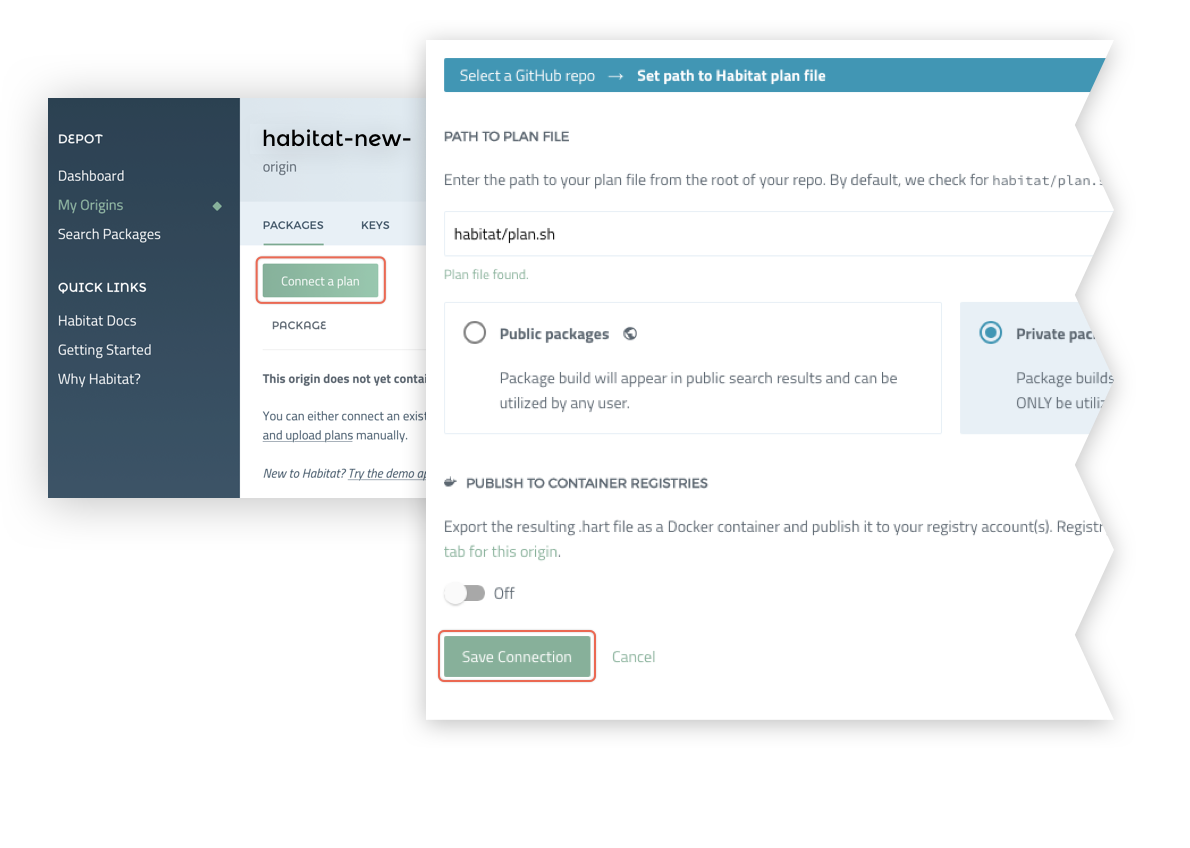 DEPOT
Dashboard
My Origins
Search Packages
QUICK LINKS
Habitat Docs
Getting Started
Why Habitat?
habitat-new-
origin
PACKAGES KEYS
Connect a plan
PACKAGE
This origin does not yet
You can either connect an
and upload plans manually.
New to Habitat? Try the demo
Select a GitHub repo → Set path to Habitat plan file
PATH TO PLAN FILE
Enter the path to your plan file from the root of your repo. By default, we check for habitat/plan.
habitat/plan.sh
Plan file found.
Public packages
Package build will appear in public search results and can be
utilized by any user.
Private
Package builds
ONLY be
PUBLISH TO CONTAINER REGISTRIES
Export the resulting .hart file as a Docker container and publish it to your registry account(s).
tab for this origin.
Off
Save Connection Cancel